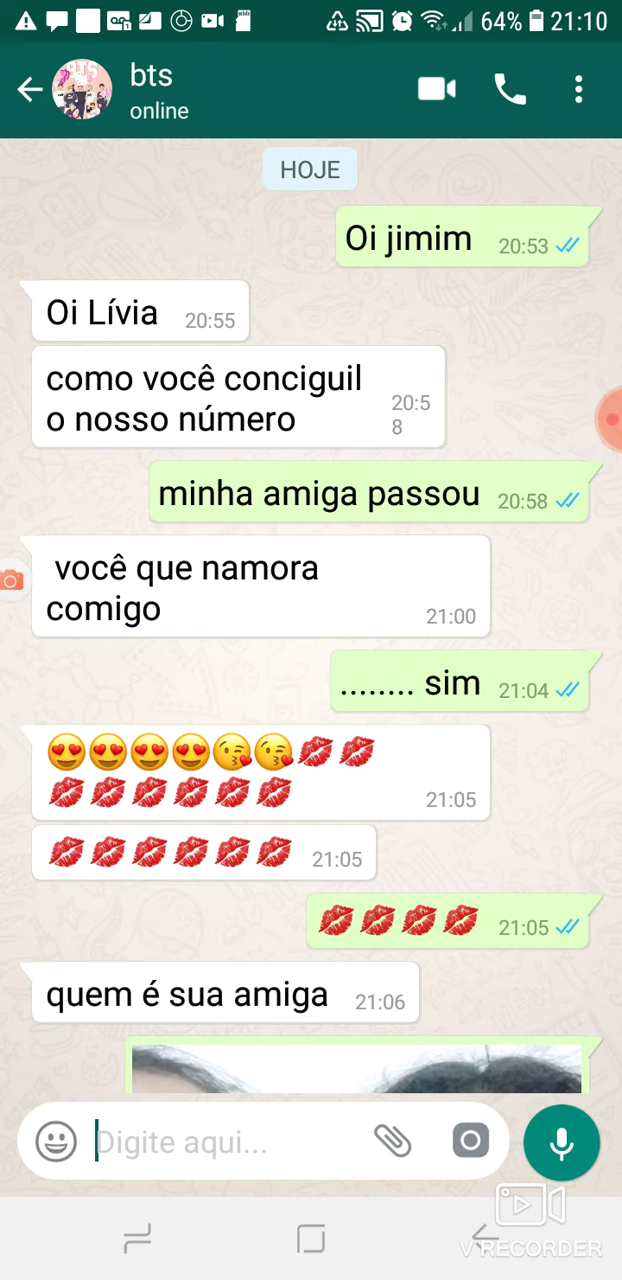 64% 21:10
BTS
bts
online
HOJE
Oi jimim 20:53
Oi Lívia 20:55
como você conciguil
o nosso número 20:5
8
minha amiga passou 20:58
você que namora
comigo 21:00
........ sim 21:04
21:05
21:05
21:05
quem é sua amiga 21:06
Digite aqui...
V RECORDER